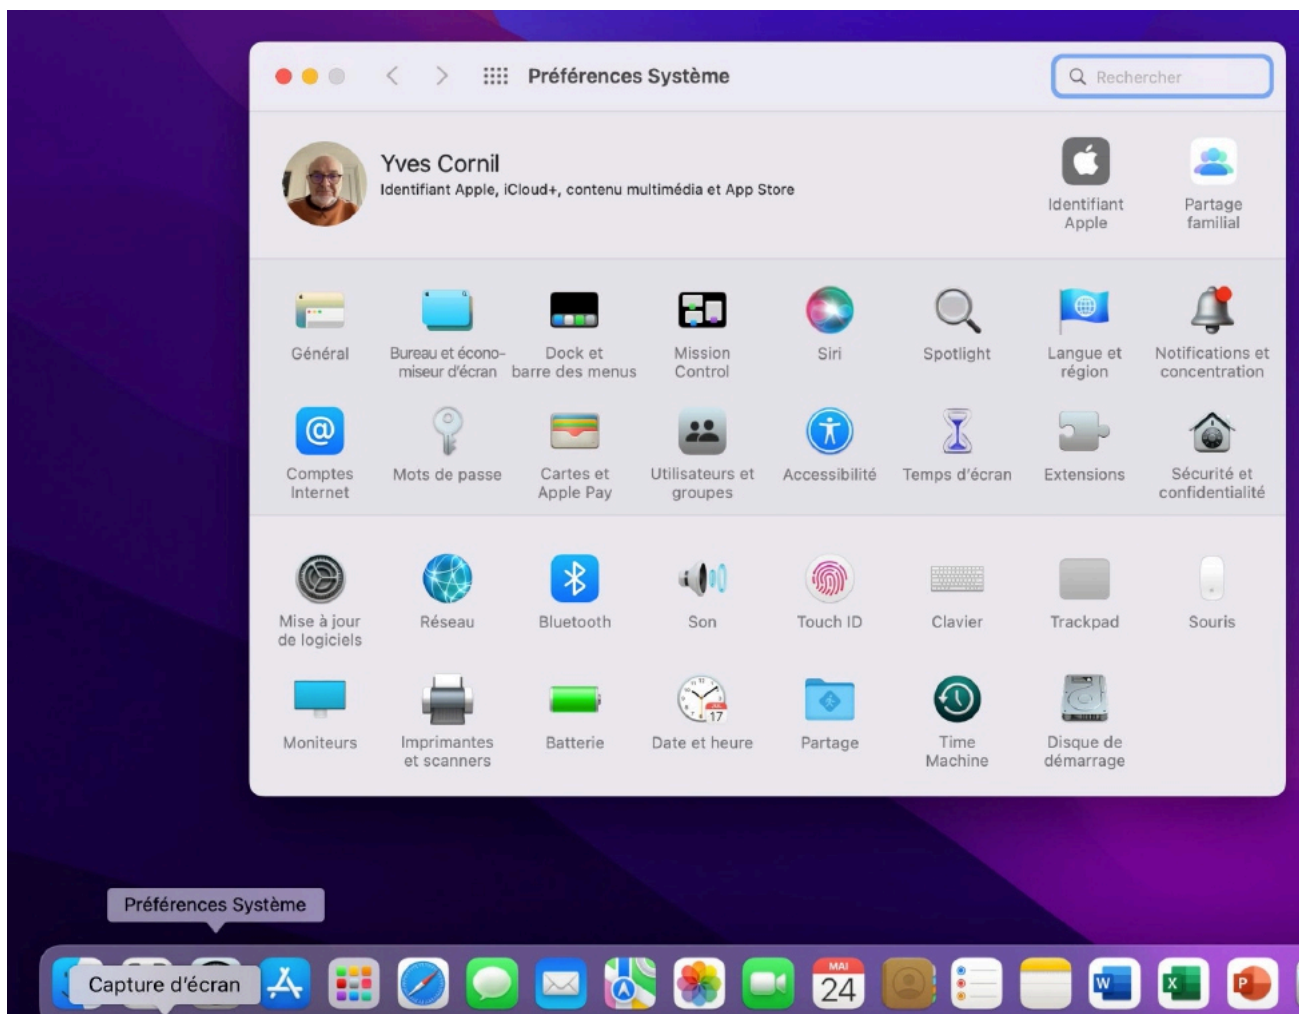 Préférences Système
Rechercher
Yves Cornil
Identifiant Apple, iCloud+, contenu multimédia et App Store
Identifiant
Apple
Partage
familial
Général
Bureau et écono-
miseur d'écran
Dock et
barre des menus
Mission
Control
Siri
Spotlight
Langue et
région
Notifications et
concentration
Comptes
Internet
Mots de passe
Cartes et
Apple Pay
Utilisateurs et
groupes
Accessibilité
Temps d'écran
Extensions
Sécurité et
confidentialité
Mise à jour
de logiciels
Réseau
Bluetooth
Son
Touch ID
Clavier
Trackpad
Souris
Moniteurs
Imprimantes
et scanners
Batterie
JUL
17
Date et heure
Partage
Time
Machine
Disque de
démarrage
Préférences Système
Capture d'écran
MAI
24
W
X
P